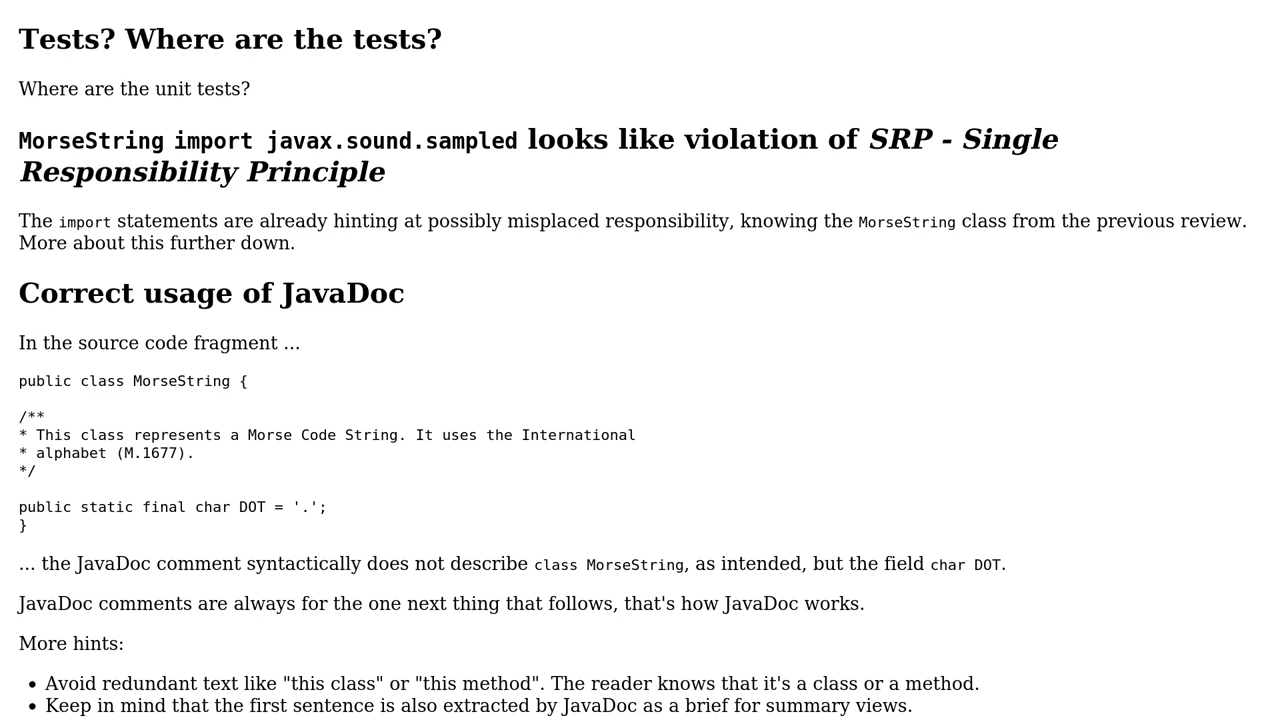 Tests? Where are the tests?
Where are the unit tests?
MorseString import javax.sound.sampled looks like violation of SRP - Single
Responsibility Principle
The import statements are already hinting at possibly misplaced responsibility, knowing the MorseString class from the previous review.
More about this further down.
Correct usage of JavaDoc
In the source code fragment ...
public class MorseString {
/**
* This class represents a Morse Code String. It uses the International
* alphabet (M.1677).
*/
public static final char DOT = '.';
}
... the JavaDoc comment syntactically does not describe class MorseString, as intended, but the field char DOT.
JavaDoc comments are always for the one next thing that follows, that's how JavaDoc works.
More hints:
• Avoid redundant text like "this class" or "this method". The reader knows that it's a class or a method.
• Keep in mind that the first sentence is also extracted by JavaDoc as a brief for summary views.